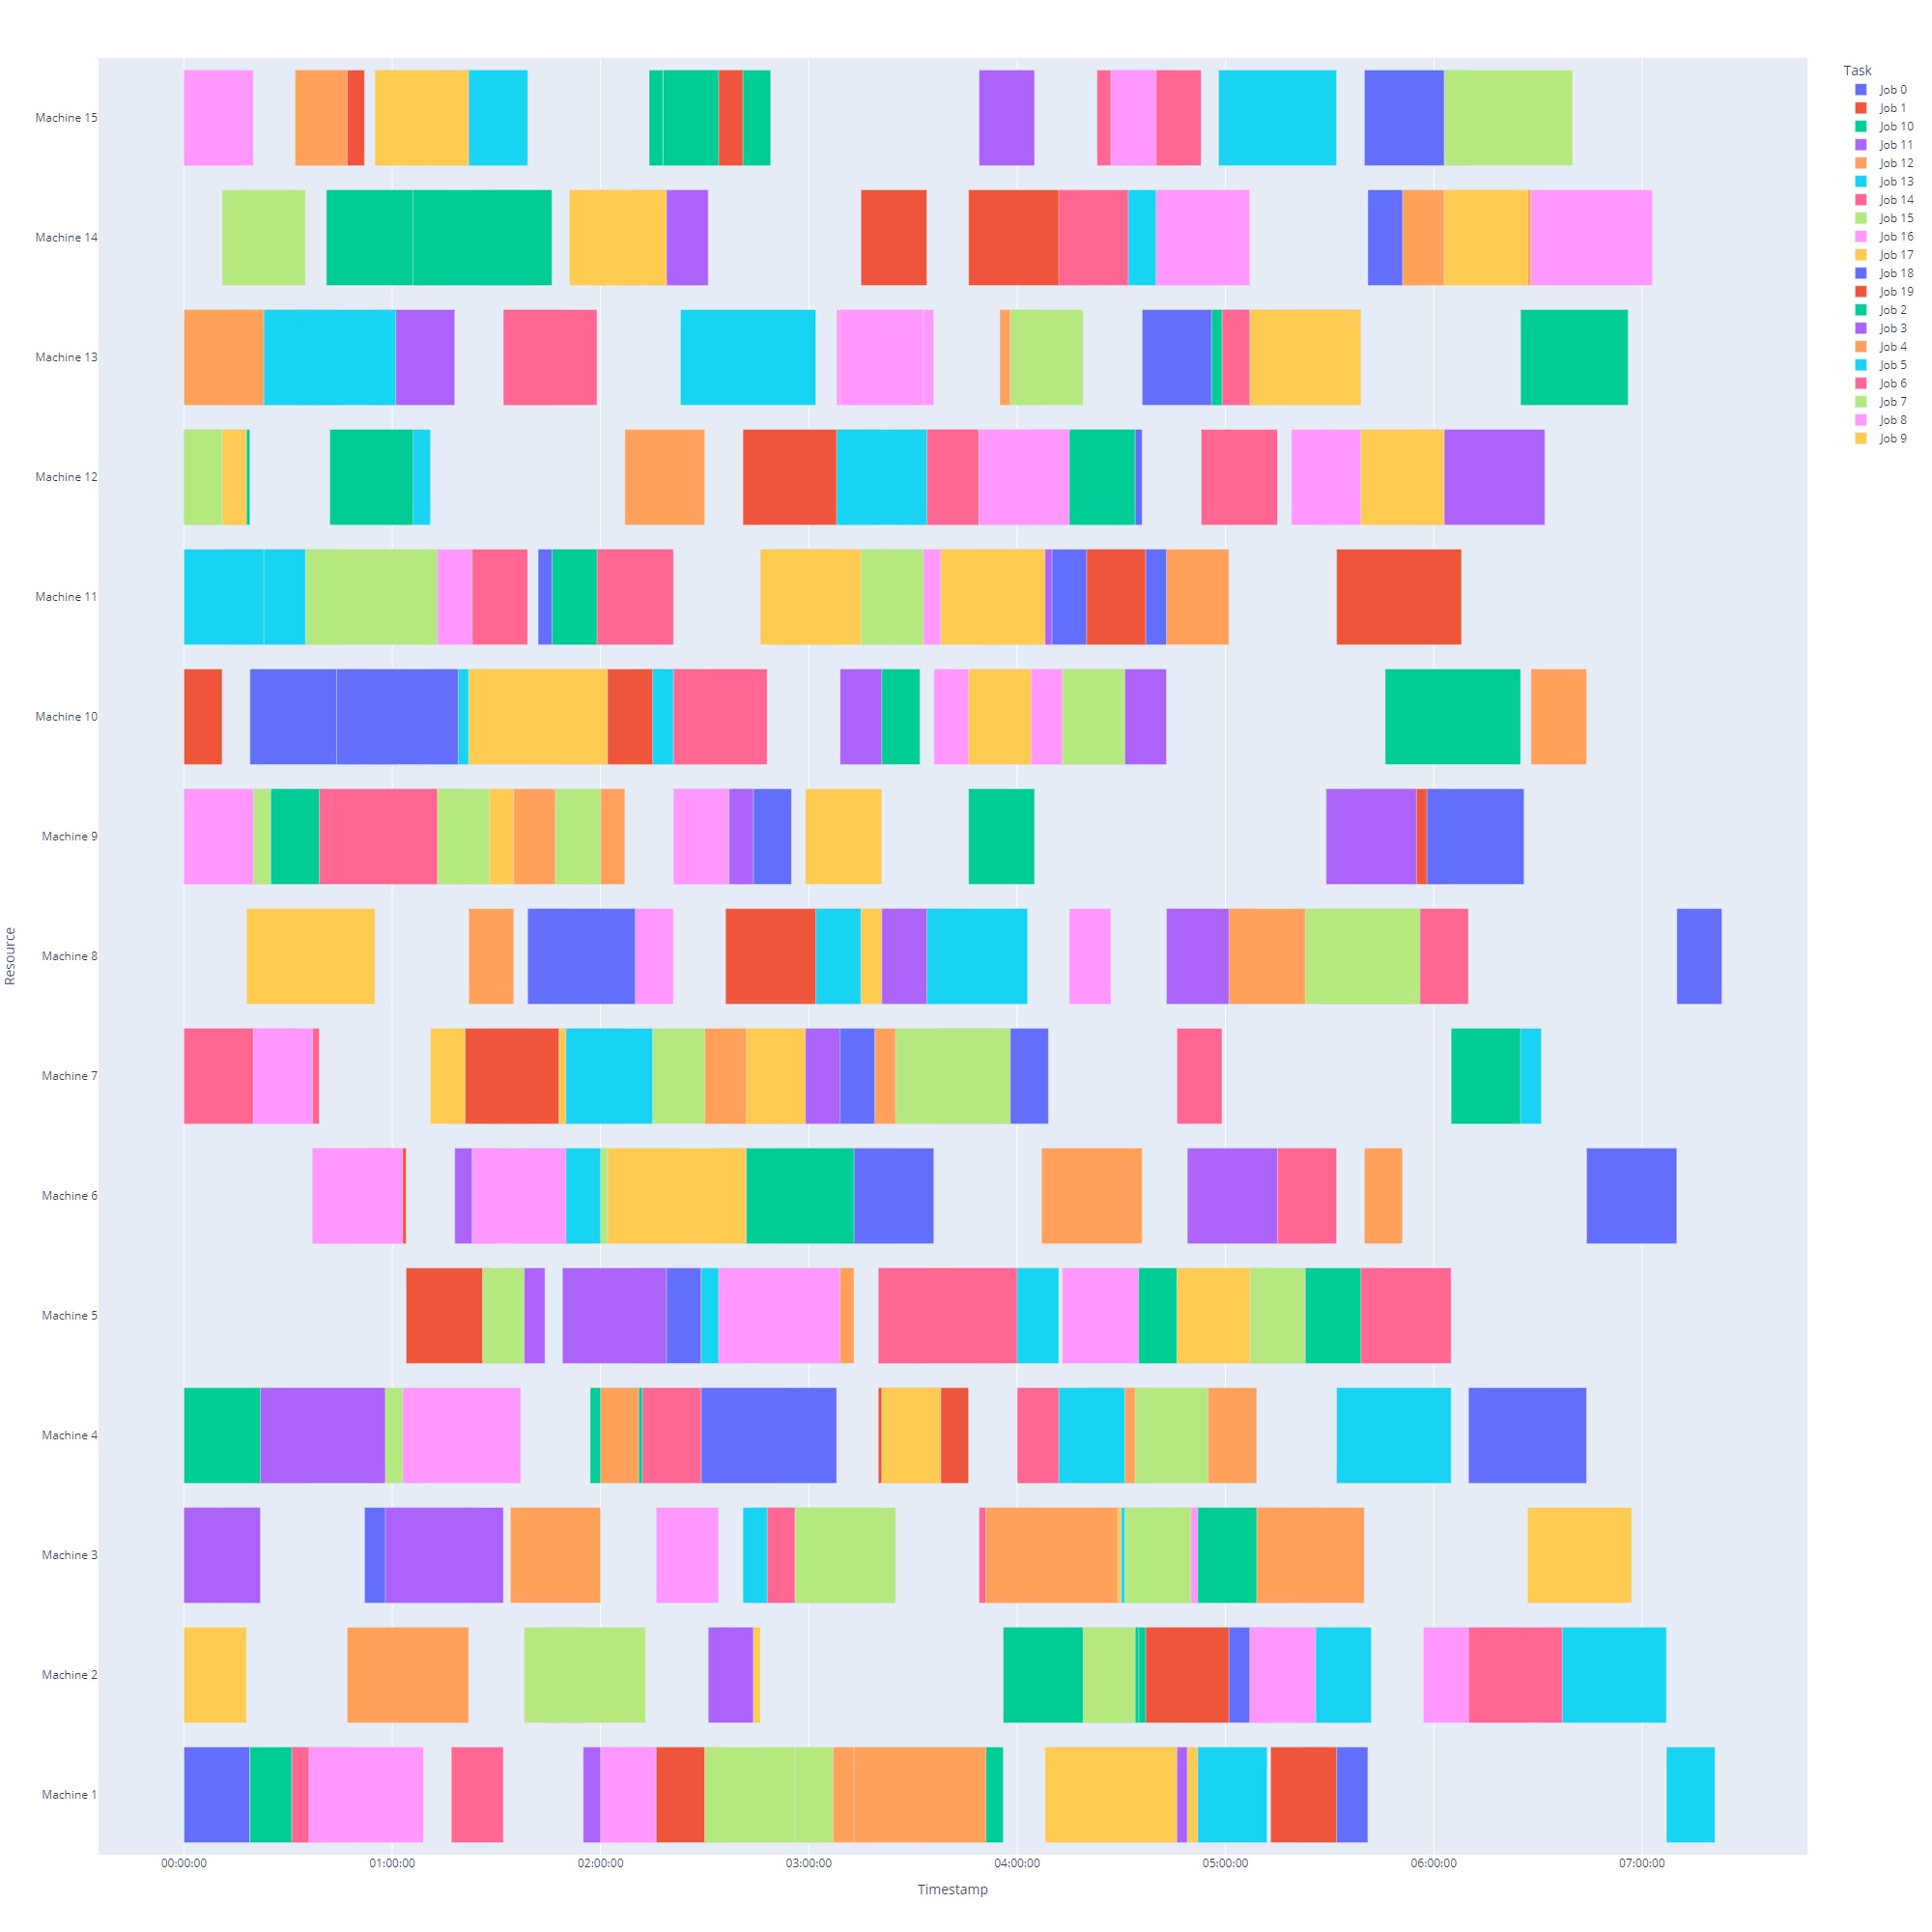 Task
Job 0
Job 1
Job 10
Job 11
Job 12
Job 13
Job 14
Job 15
Job 16
Job 17
Job 18
Job 19
Job 2
Job 3
Job 4
Job 5
Job 6
Job 7
Job 8
Job 9
Machine 15
Machine 14
Machine 13
Machine 12
Machine 11
Machine 10
Machine 9
Machine 8
Machine 7
Machine 6
Machine 5
Machine 4
Machine 3
Machine 2
Machine 1
Resource
00:00:00 01:00:00 02:00:00 03:00:00 04:00:00 05:00:00 06:00:00 07:00:00
Timestamp